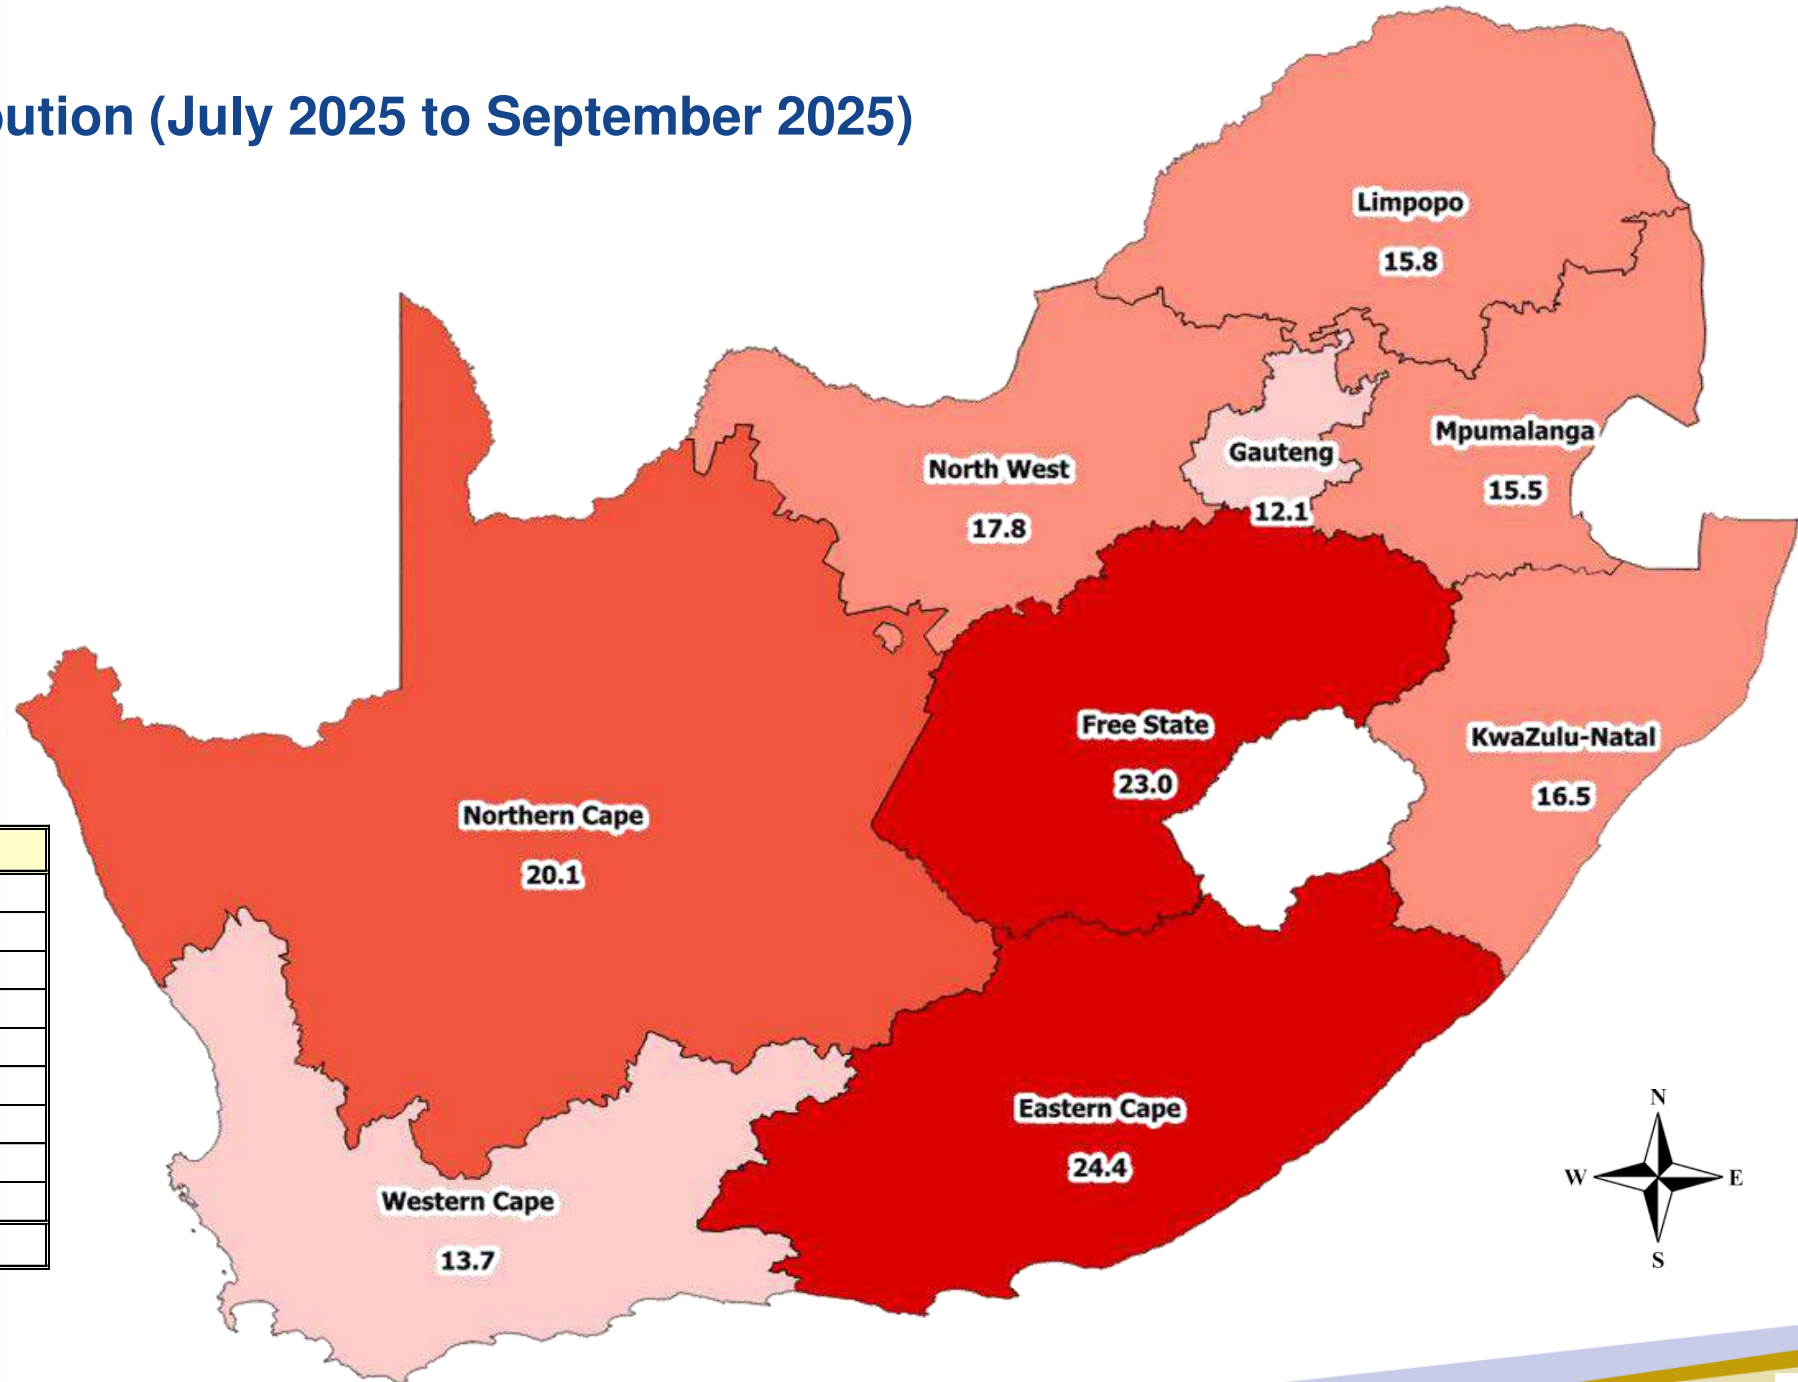 bution (July 2025 to September 2025)
Limpopo
15.8
Mpumalanga
15.5
Gauteng
12.1
North West
17.8
Free State
23.0
KwaZulu-Natal
16.5
Northern Cape
20.1
Eastern Cape
24.4
Western Cape
13.7
N
W
E
S